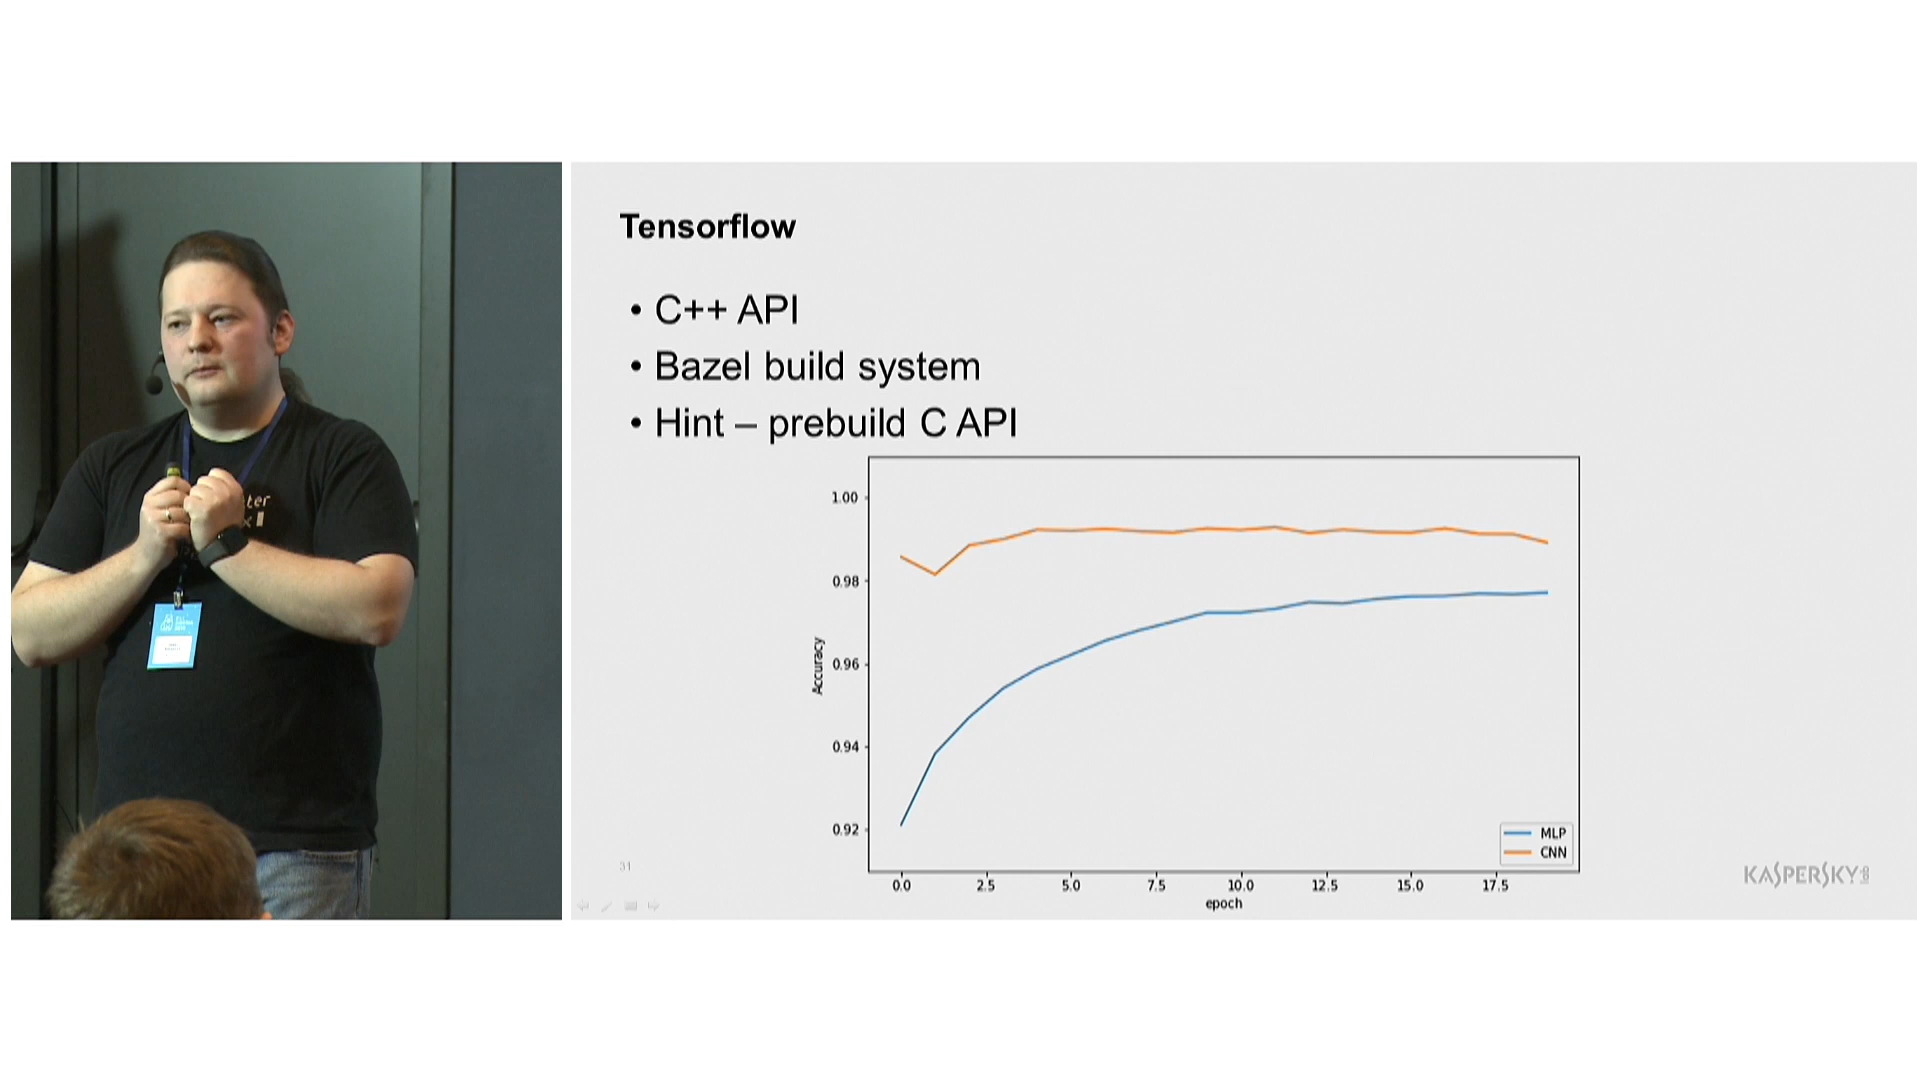 Tensorflow
• C++ API
• Bazel build system
• Hint – prebuild C API
1.00
0.98
0.96
0.94
0.92
Accuracy
0.0 2.5 5.0 7.5 10.0 12.5 15.0 17.5
epoch
MLP
CNN
31
KASPERSKY lab